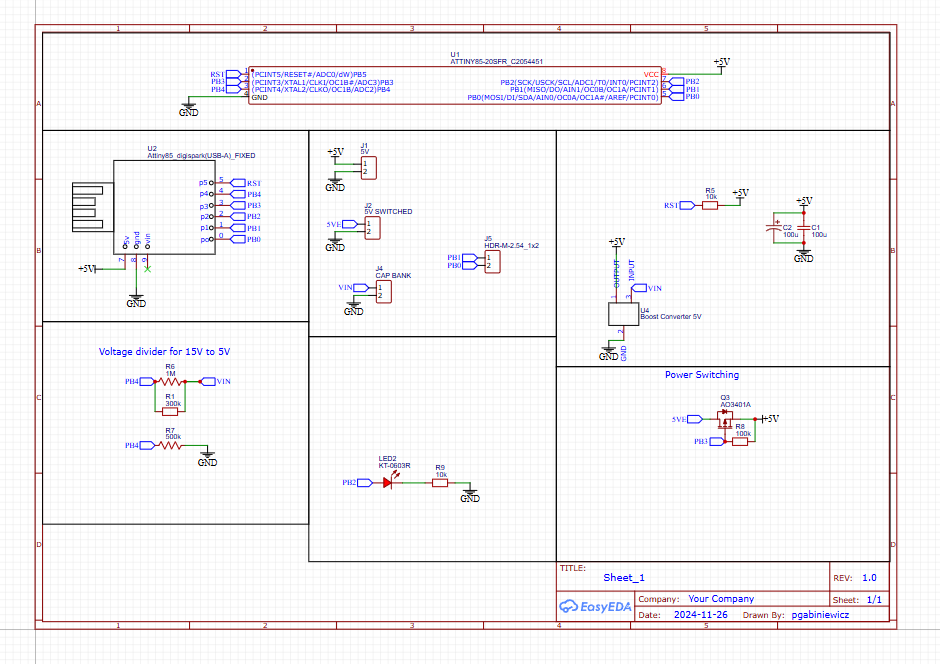 1 2 3 4 5
U1
ATTINY85-20SFR_C2054451
+5V
RST 1 (PCINT5/RESET#/ADC0/dW)PB5 VCC 8
PB3 2 (PCINT3/XTAL1/CLKI/OC1B#/ADC3)PB3 PB2(SCK/USCK/SCL/ADC1/T0/INT0/PCINT2) 7 PB2
PB4 3 (PCINT4/XTAL2/CLKO/OC1B/ADC2)PB4 PB1(MISO/DO/AIN1/OC0B/OC1A/PCINT1) 6 PB1
4 GND PB0(MOSI/DI/SDA/AIN0/OC0A/OC1A#/AREF/PCINT0) 5 PB0
GND
A A
U2
Attiny85_digispark(USB-A)_FIXED
p5 5 RST
p4 4 PB4
p3 3 PB3
p2 2 PB2
p1 1 PB1
po 0 PB0
5v gnd vin
7 8 9
+5V
GND
J1
5V
+5V
1
2
GND
J2
5V SWITCHED
5VE 1
2
GND
J4
CAP BANK
VIN 1
2
GND
J5
HDR-M-2.54_1x2
PB1 1
PB0 2
R5
10k
RST +5V
+5V
C2
100u
C1
100u
GND
+5V
OUTPUT INPUT
1 3 VIN
U4
Boost Converter 5V
2
GND GND
B B
Voltage divider for 15V to 5V
R6
1M
PB4 VIN
R1
300k
R7
500k
PB4
GND
Power Switching
Q3
AO3401A
5VE +5V
R8
100k
PB3
C C
LED2
KT-0603R
PB2
R9
10k
GND
D D
TITLE:
Sheet_1
REV: 1.0
EasyEDA
Company: Your Company
Sheet: 1/1
Date: 2024-11-26 Drawn By: pgabiniewicz
1 2 3 4 5